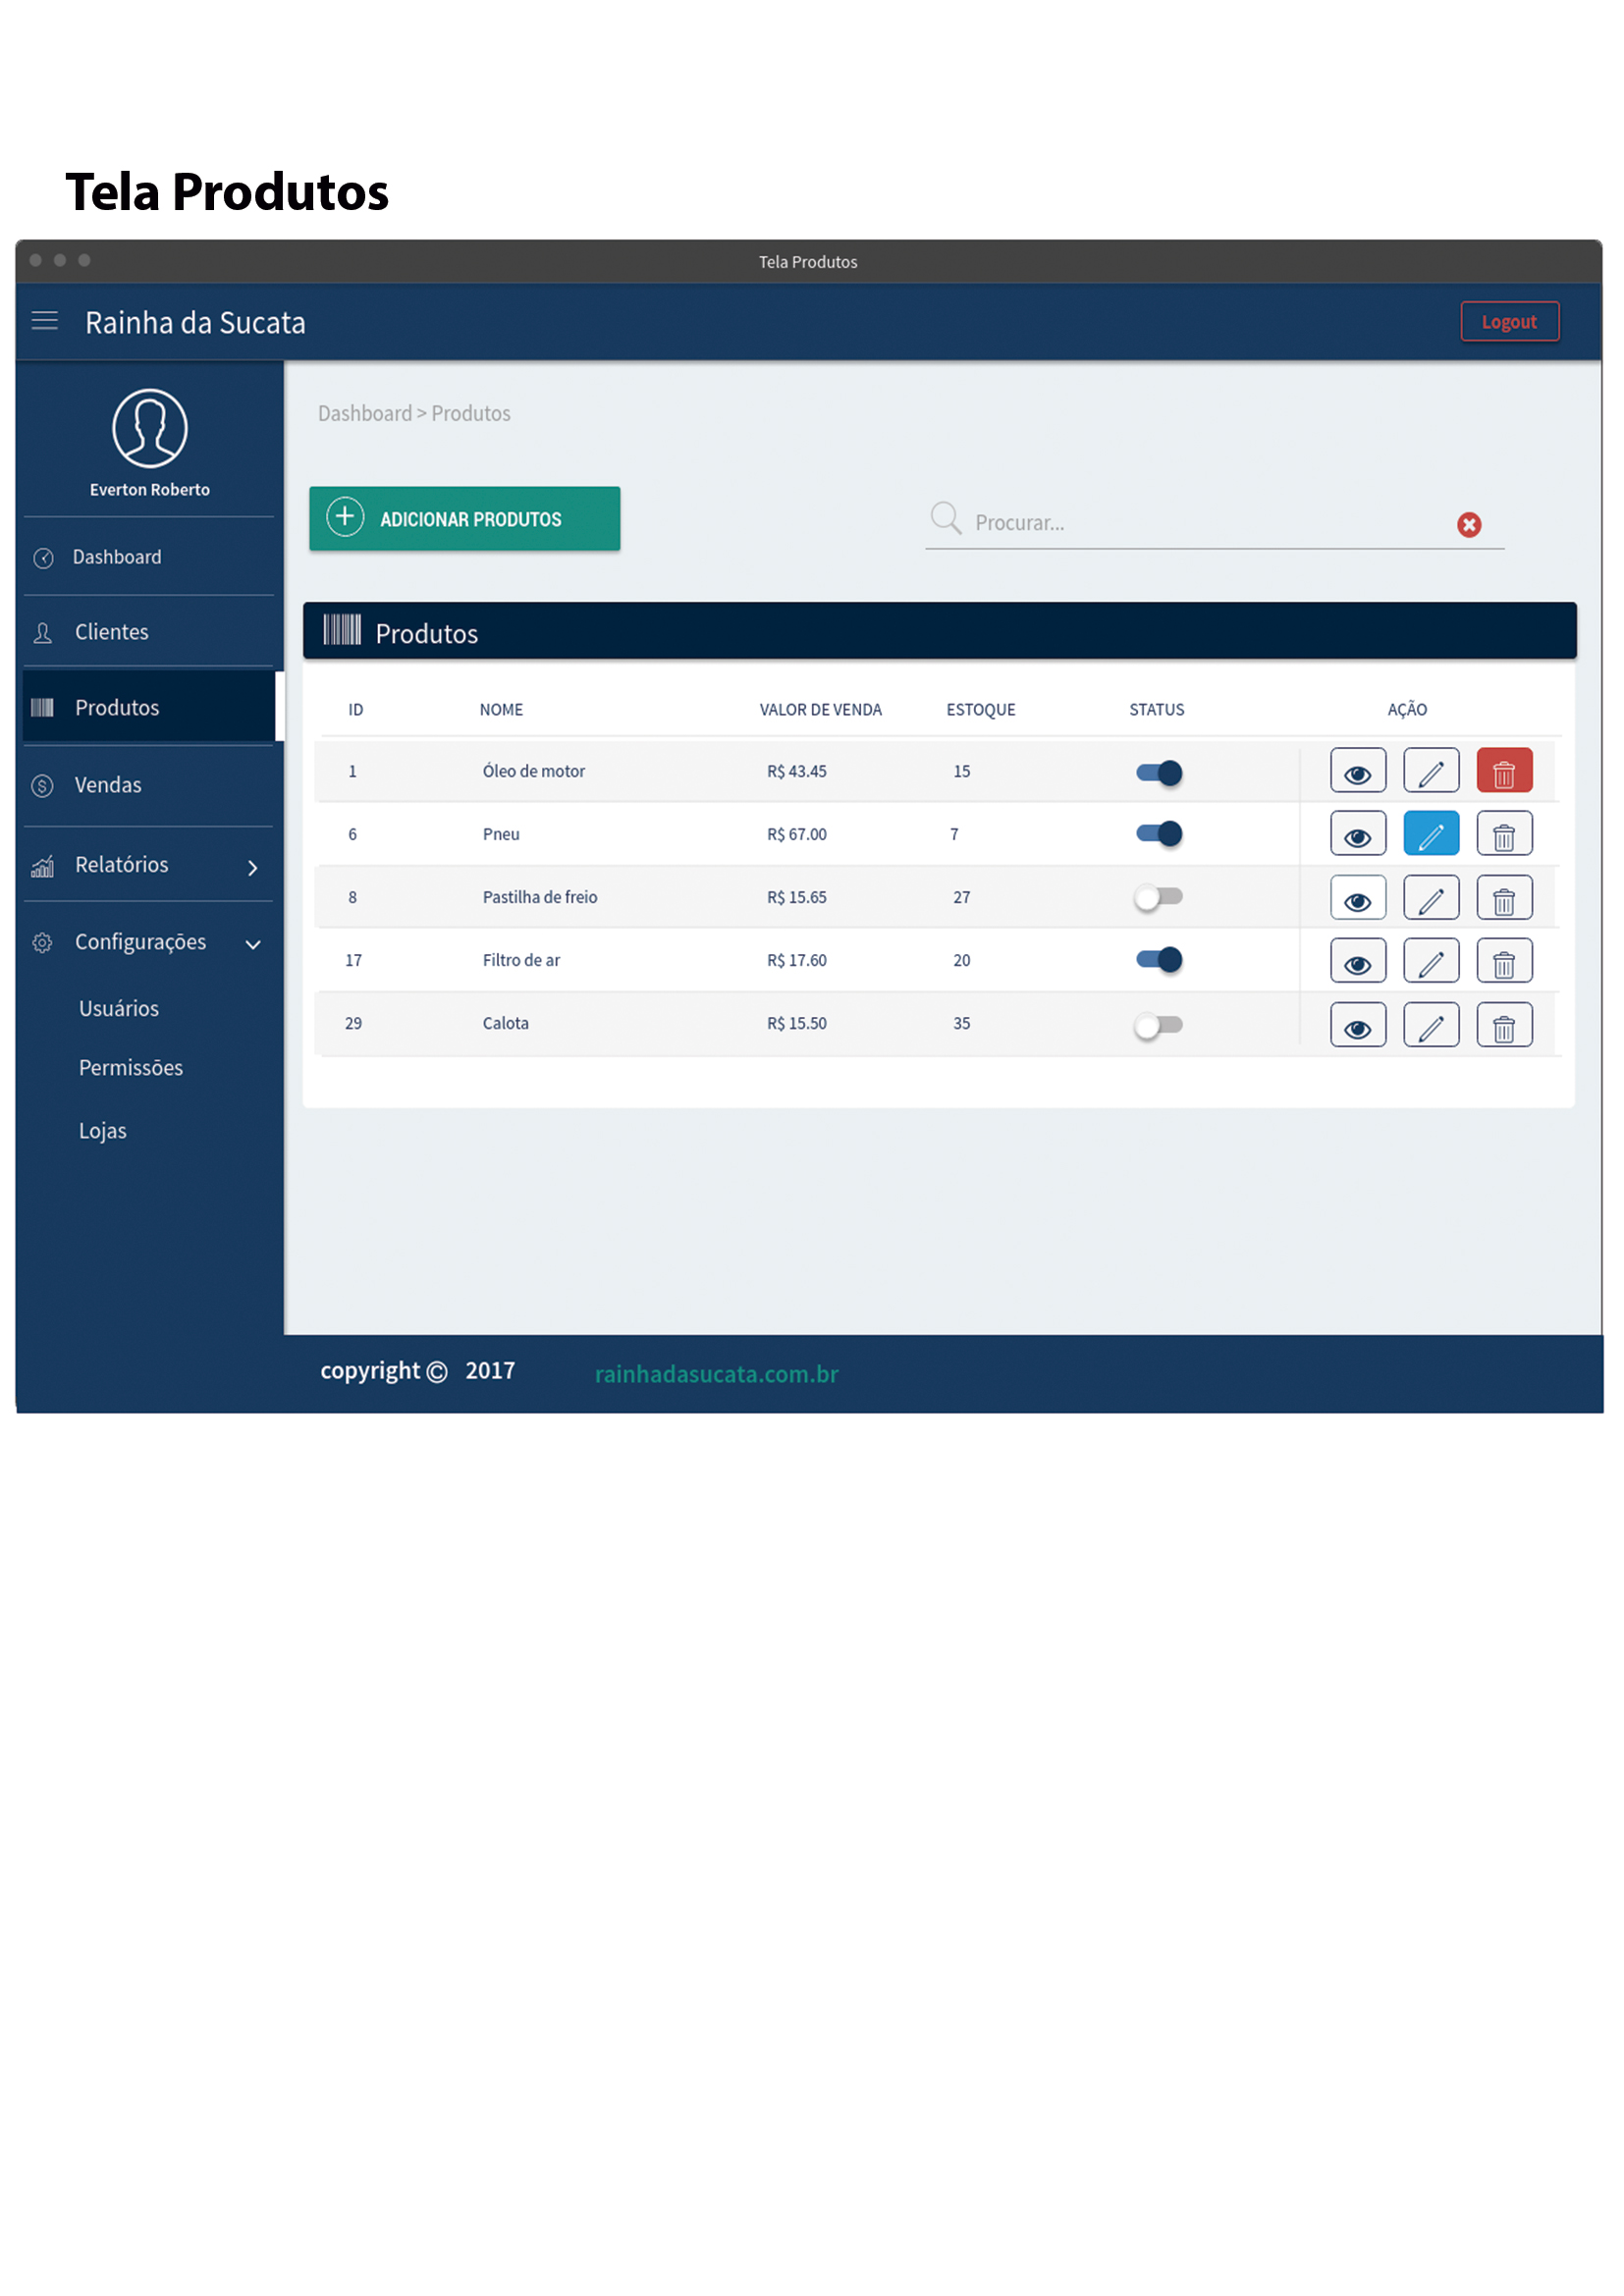 Tela Produtos
Tela Produtos
Rainha da Sucata
Logout
Everton Roberto
Dashboard
Clientes
Produtos
Vendas
Relatórios
Configurações
Usuários
Permissões
Lojas
Dashboard > Produtos
ADICIONAR PRODUTOS
Procurar...
Produtos
ID NOME VALOR DE VENDA ESTOQUE STATUS AÇÃO
1 Óleo de motor R$ 43.45 15
6 Pneu R$ 67.00 7
8 Pastilha de freio R$ 15.65 27
17 Filtro de ar R$ 17.60 20
29 Calota R$ 15.50 35
copyright © 2017 rainhadasucata.com.br